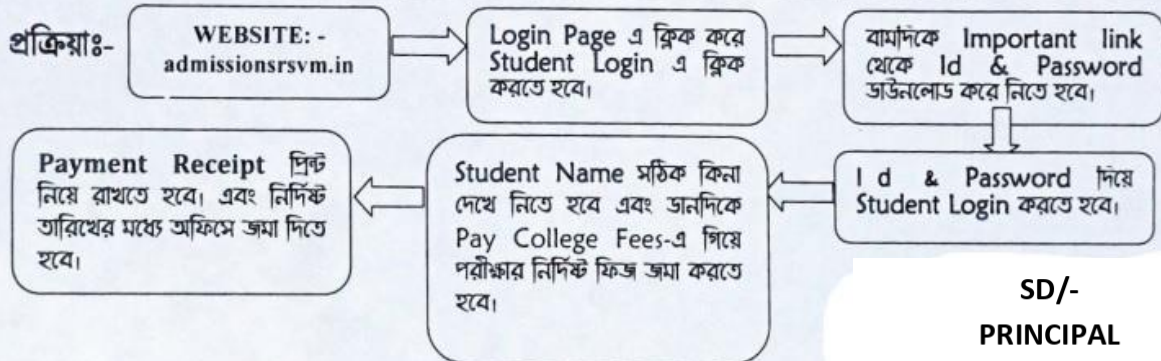 প্রক্রিয়াঃ-
WEBSITE: -
admissionsrsvm.in
Login Page এ ক্লিক করে
Student Login এ ক্লিক
করতে হবে।
বামদিকে Important link
থেকে Id & Password
ডাউনলোড করে নিতে হবে।
I d & Password দিয়ে
Student Login করতে হবে।
Student Name সঠিক কিনা
দেখে নিতে হবে এবং ডানদিকে
Pay College Fees-এ গিয়ে
পরীক্ষার নির্দিষ্ট ফিজ জমা করতে
হবে।
Payment Receipt প্রিন্ট
নিয়ে রাখতে হবে। এবং নির্দিষ্ট
তারিখের মধ্যে অফিসে জমা দিতে
হবে।
SD/-
PRINCIPAL